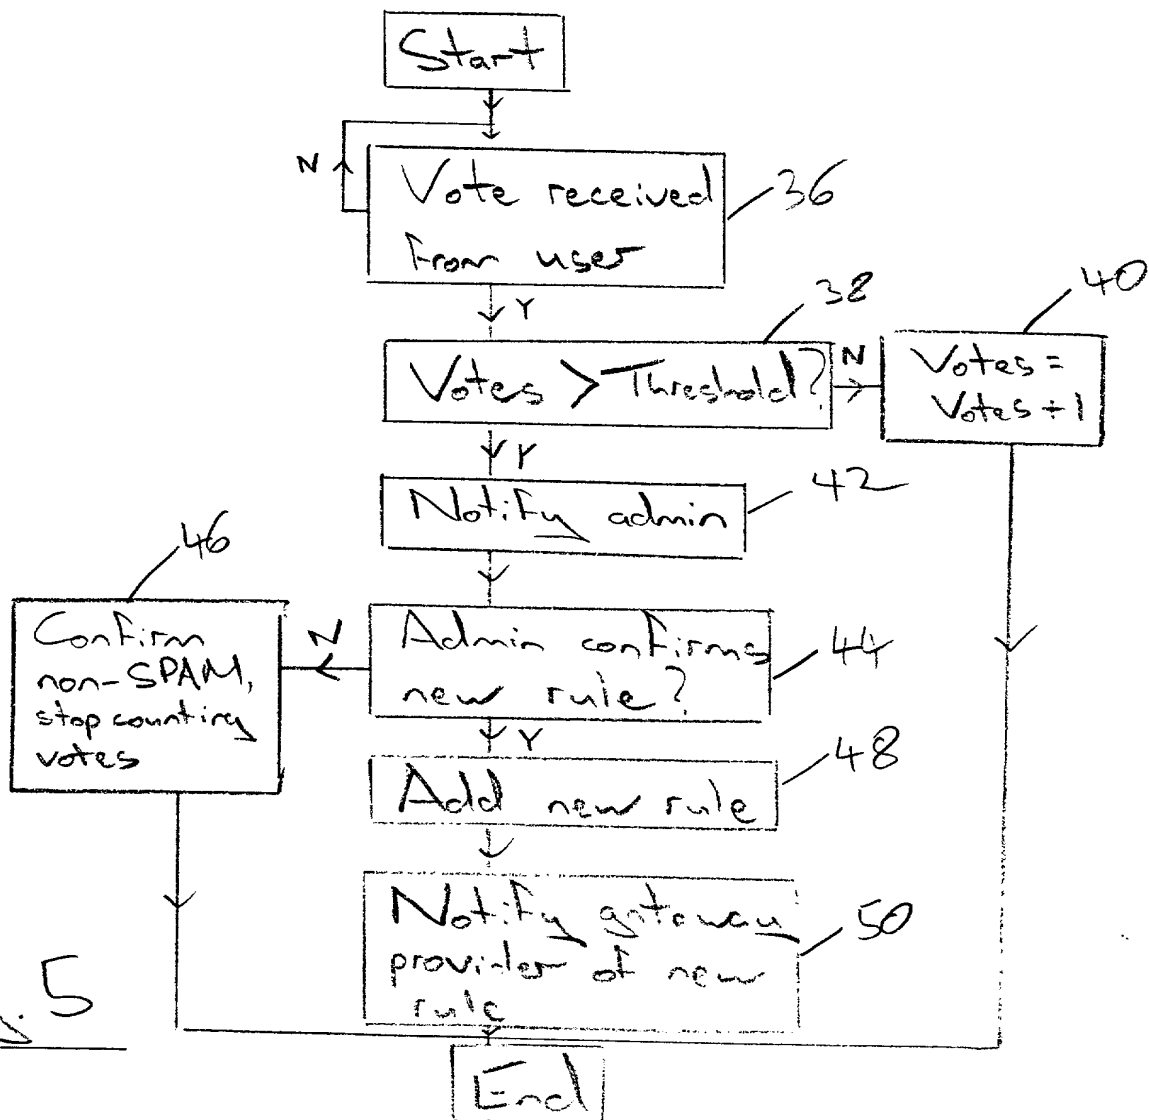 Start
N
Vote received
from user
36
Y
38
40
Votes > Threshold?
N
Votes =
Votes + 1
Y
42
Notify admin
46
Confirm
non-SPAM,
stop counting
votes
N
Admin confirms
new rule?
44
Y
48
Add new rule
Notify gateway
provider of new
rule
50
5
End